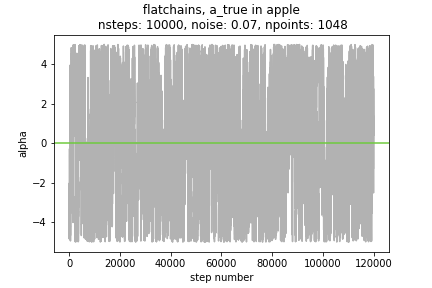 flatchains, a_true in apple
nsteps: 10000, noise: 0.07, npoints: 1048
4
2
0
−2
−4
alpha
0 20000 40000 60000 80000 100000 120000
step number